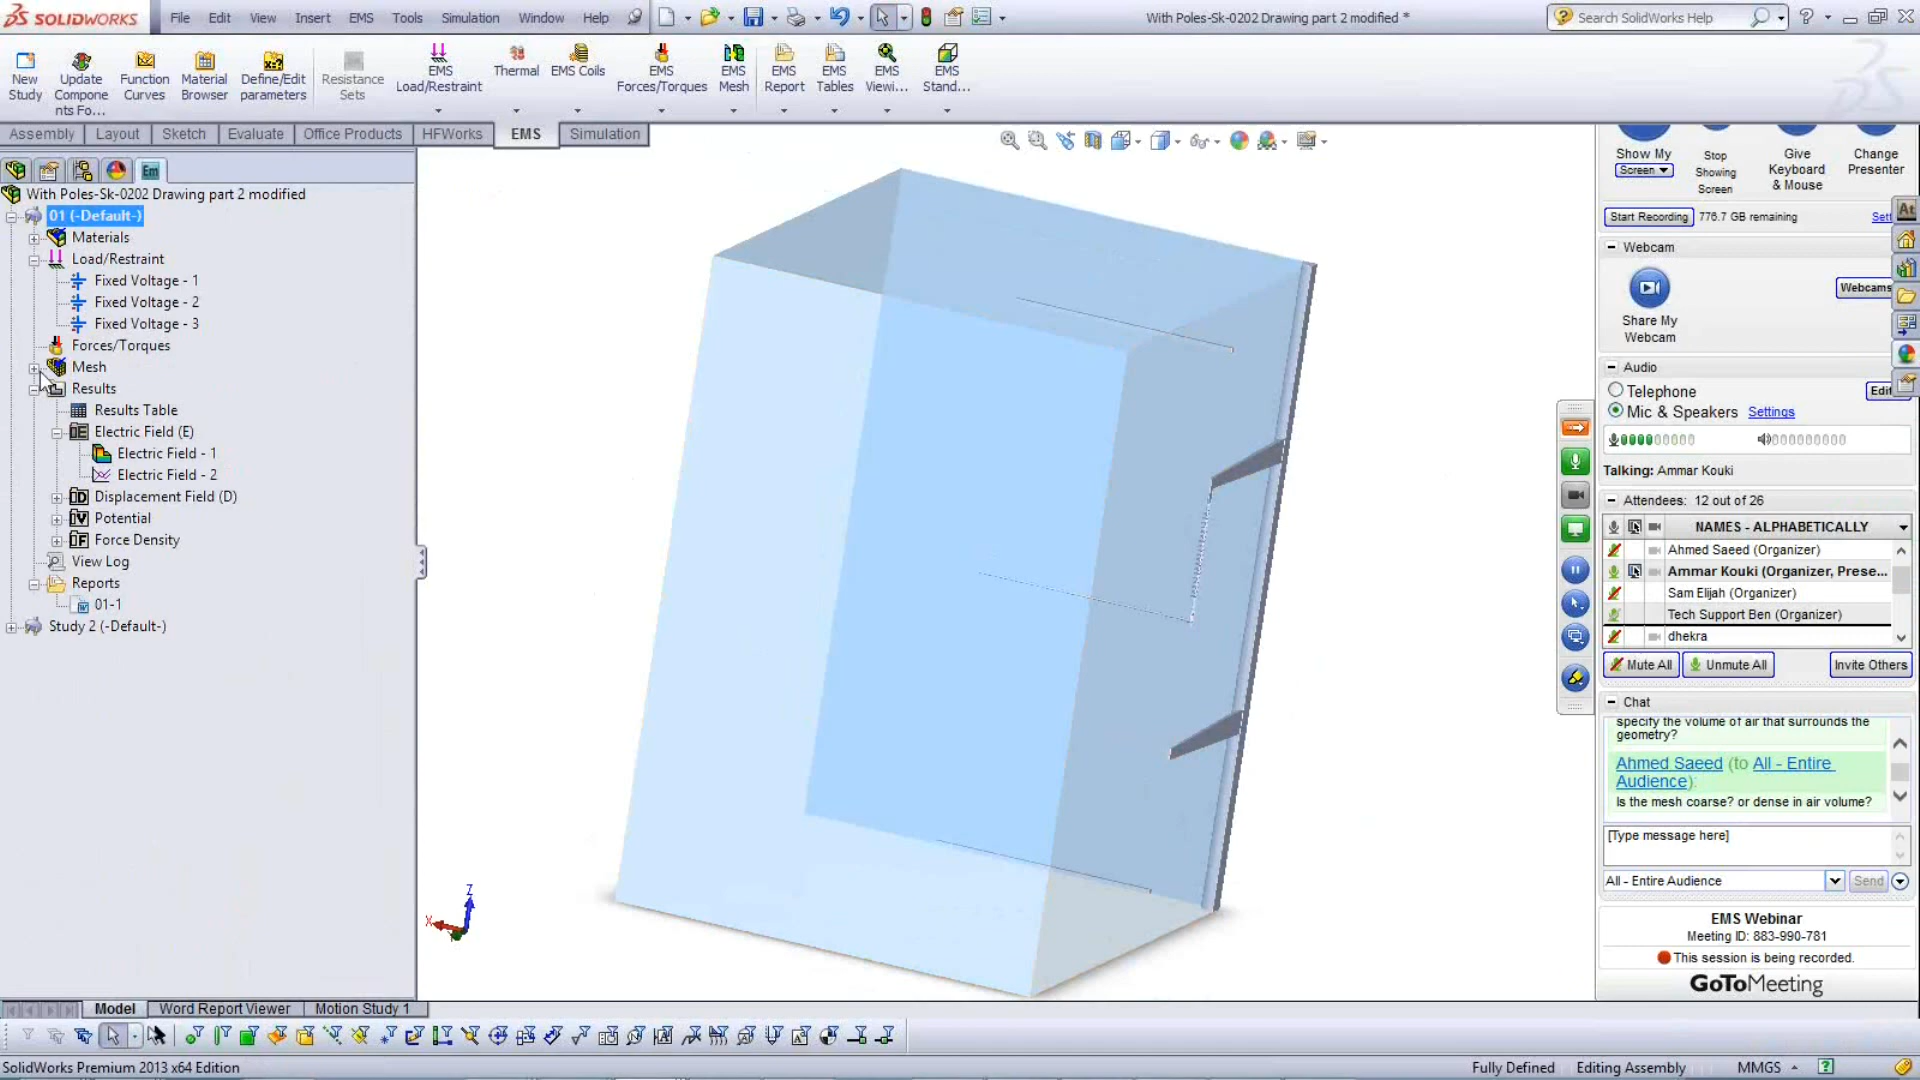 SOLIDWORKS File Edit View Insert EMS Tools Simulation Window Help With Poles-Sk-0202 Drawing part 2 modified * Search SolidWorks Help
New Study
Update Compone nts Fo...
Function Curves
Material Browser
Define/Edit parameters
Resistance Sets
EMS Load/Restraint
Thermal
EMS Coils
EMS Forces/Torques
EMS Mesh
EMS Report
EMS Tables
EMS Viewi...
EMS Stand...
Assembly Layout Sketch Evaluate Office Products HFWorks EMS Simulation
Em
With Poles-Sk-0202 Drawing part 2 modified
01 (-Default-)
Materials
Load/Restraint
Fixed Voltage - 1
Fixed Voltage - 2
Fixed Voltage - 3
Forces/Torques
Mesh
Results
Results Table
Electric Field (E)
Electric Field - 1
Electric Field - 2
Displacement Field (D)
Potential
Force Density
View Log
Reports
01-1
Study 2 (-Default-)
Z
X
Show My Screen
Stop Showing Screen
Give Keyboard & Mouse
Change Presenter
Start Recording 776.7 GB remaining Sett
Webcam
Webcams
Share My Webcam
Audio
Telephone Edit
Mic & Speakers Settings
Talking: Ammar Kouki
Attendees: 12 out of 26
NAMES - ALPHABETICALLY
Ahmed Saeed (Organizer)
Ammar Kouki (Organizer, Prese...
Sam Elijah (Organizer)
Tech Support Ben (Organizer)
dhekra
Mute All Unmute All Invite Others
Chat
specify the volume of air that surrounds the
geometry?
Ahmed Saeed (to All - Entire
Audience):
Is the mesh coarse? or dense in air volume?
[Type message here]
All - Entire Audience Send
EMS Webinar
Meeting ID: 883-990-781
This session is being recorded.
GoToMeeting
Model Word Report Viewer Motion Study 1
SolidWorks Premium 2013 x64 Edition Fully Defined Editing Assembly MMGS